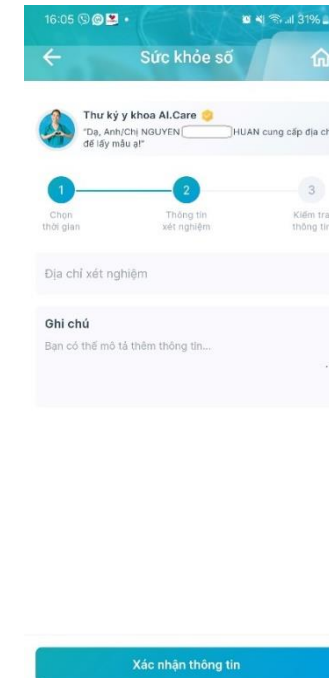 16:05 31%
Sức khỏe số
Thư ký y khoa AI.Care
"Dạ, Anh/Chị NGUYEN HUAN cung cấp địa ch
để lấy mẫu ạ!"
1 2 3
Chọn Thông tin Kiểm tra
thời gian xét nghiệm thông tin
Địa chỉ xét nghiệm
Ghi chú
Bạn có thể mô tả thêm thông tin...
Xác nhận thông tin